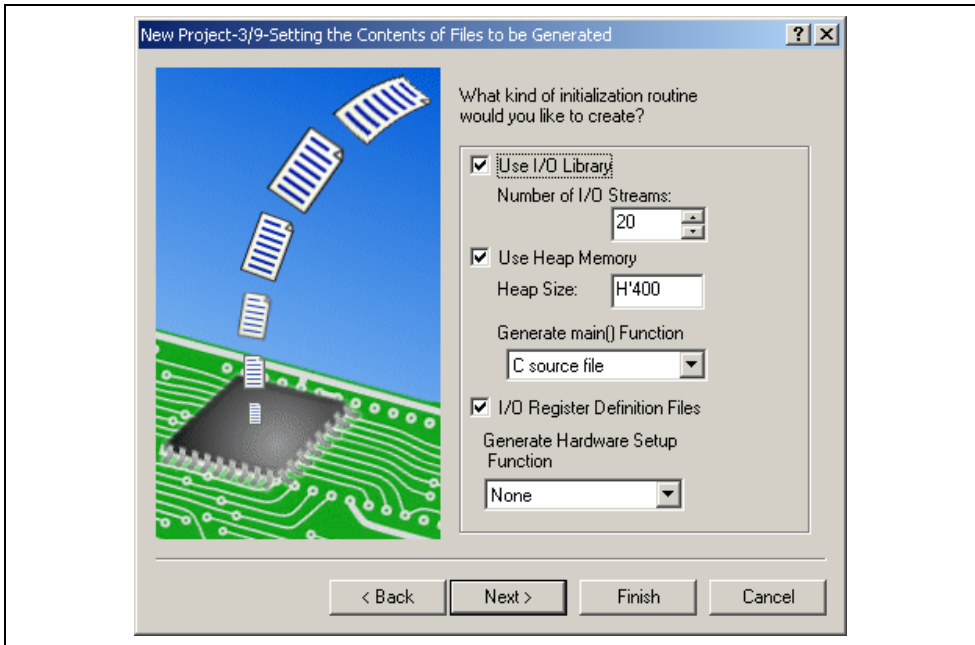 New Project-3/9-Setting the Contents of Files to be Generated
What kind of initialization routine
would you like to create?
Use I/O Library
Number of I/O Streams:
20
Use Heap Memory
Heap Size: H'400
Generate main() Function
C source file
I/O Register Definition Files
Generate Hardware Setup
Function
None
< Back Next > Finish Cancel